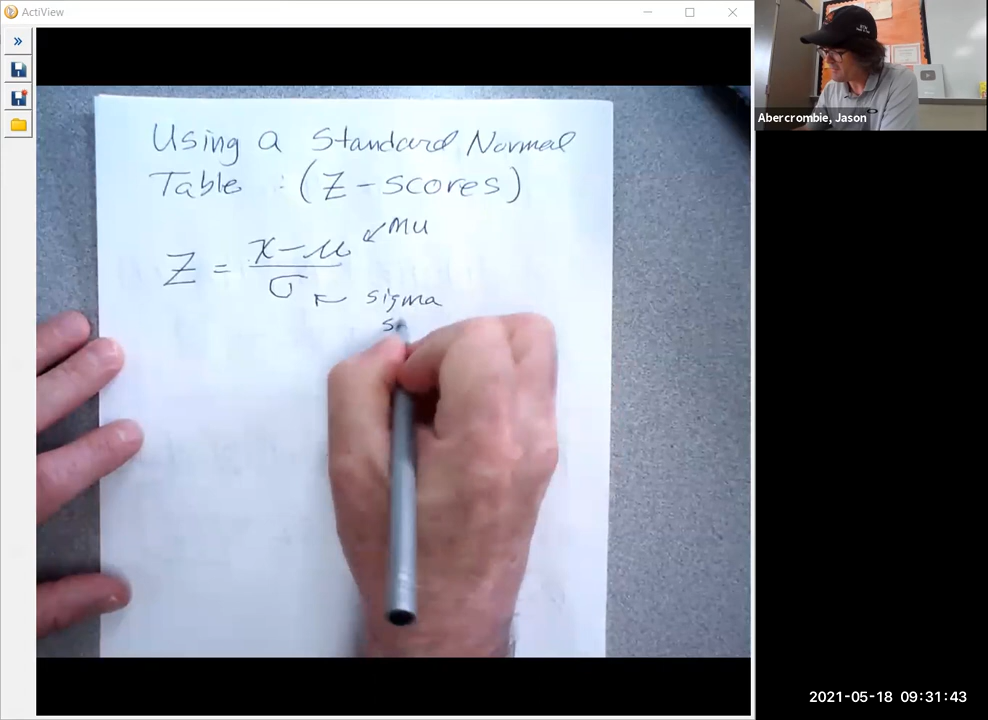 ActiView
Using a Standard Normal
Table : (Z-scores)
Z = x-μ / σ
↙ MU
↖ sigma
s
Abercrombie, Jason
2021-05-18 09:31:43